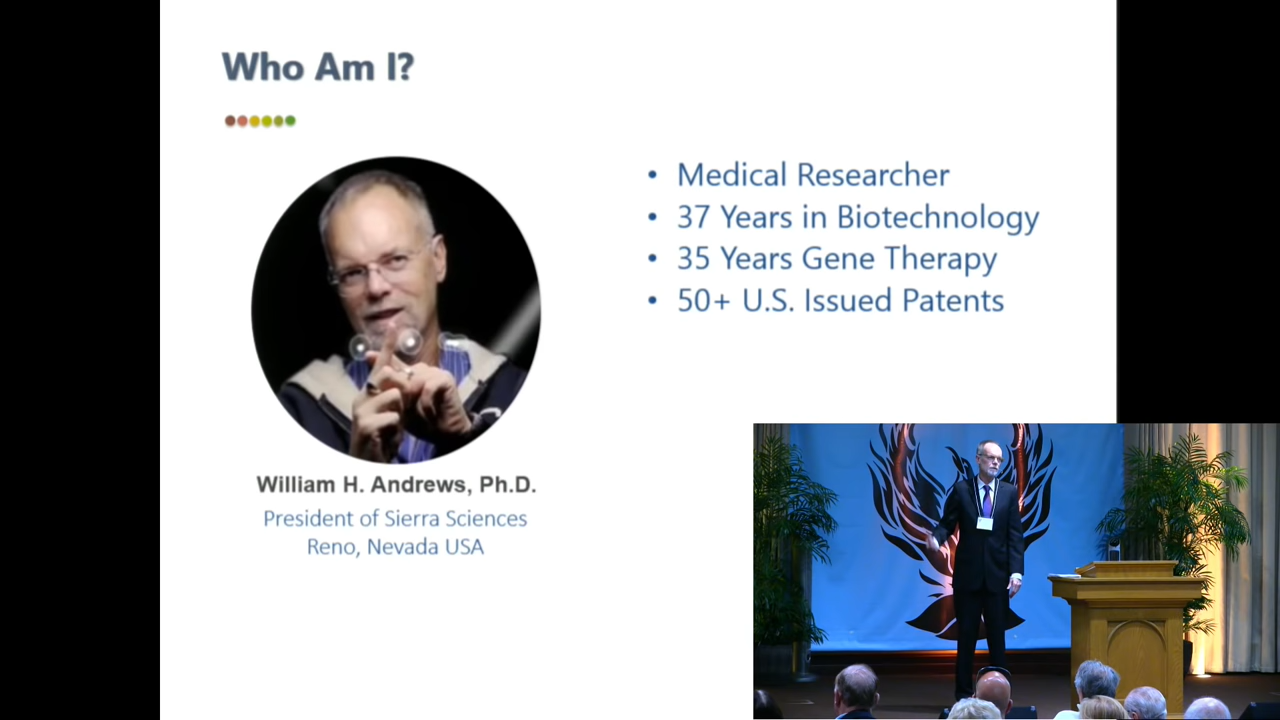 Who Am I?
• Medical Researcher
• 37 Years in Biotechnology
• 35 Years Gene Therapy
• 50+ U.S. Issued Patents
William H. Andrews, Ph.D.
President of Sierra Sciences
Reno, Nevada USA